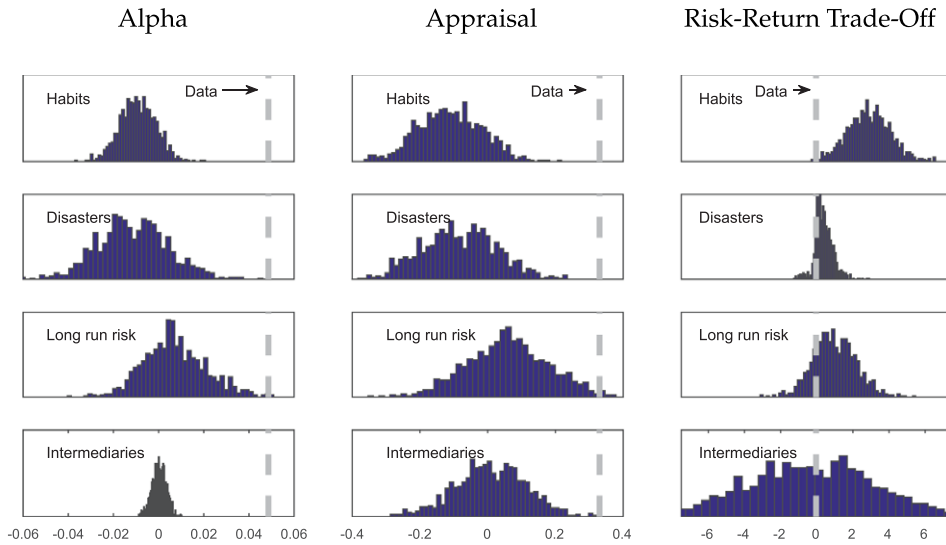 Alpha Appraisal Risk-Return Trade-Off
Habits Data Habits Data Habits Data
Disasters Disasters Disasters
Long run risk Long run risk Long run risk
Intermediaries Intermediaries Intermediaries
-0.06 -0.04 -0.02 0 0.02 0.04 0.06 -0.4 -0.2 0 0.2 0.4 -6 -4 -2 0 2 4 6